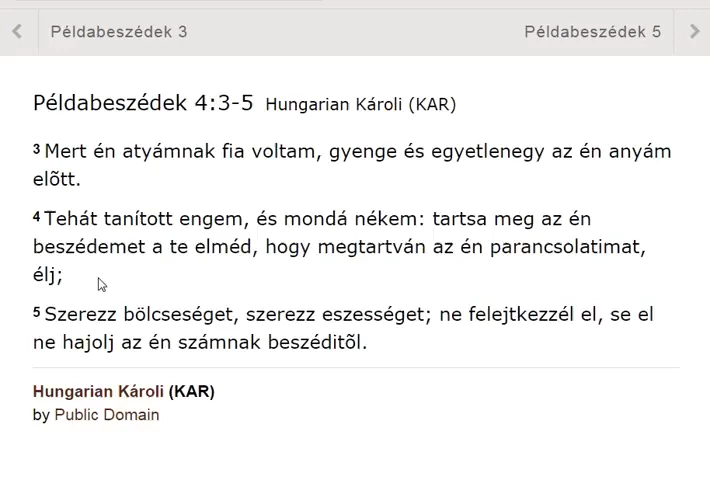 Példabeszédek 3
Példabeszédek 5
Példabeszédek 4:3-5 Hungarian Károli (KAR)
3 Mert én atyámnak fia voltam, gyenge és egyetlenegy az én anyám
elõtt.
4 Tehát tanított engem, és mondá nékem: tartsa meg az én
beszédemet a te elméd, hogy megtartván az én parancsolatimat,
élj;
5 Szerezz bölcseséget, szerezz eszességet; ne felejtkezzél el, se el
ne hajolj az én számnak beszéditõl.
Hungarian Károli (KAR)
by Public Domain